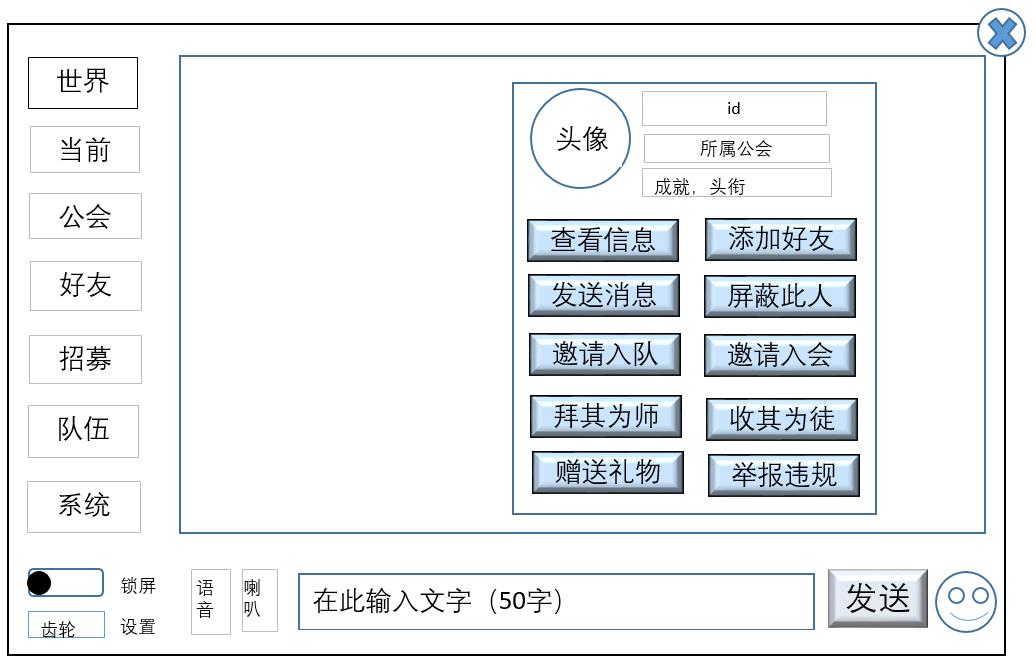 世界
当前
公会
好友
招募
队伍
系统
头像
id
所属公会
成就，头衔
查看信息
添加好友
发送消息
屏蔽此人
邀请入队
邀请入会
拜其为师
收其为徒
赠送礼物
举报违规
锁屏
齿轮
设置
语
音
喇
叭
在此输入文字（50字）
发送